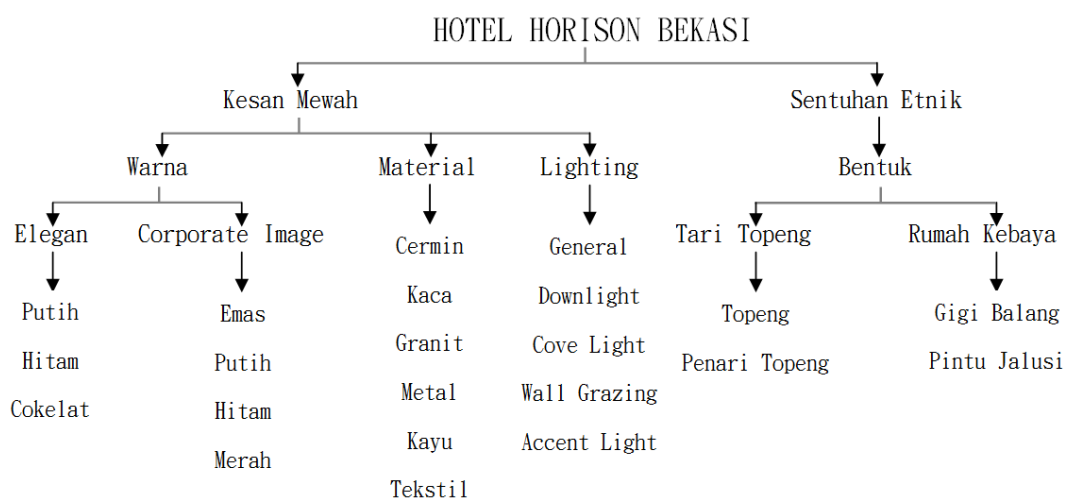 HOTEL HORISON BEKASI
Kesan Mewah
Sentuhan Etnik
Warna
Material
Lighting
Bentuk
Elegan
Corporate Image
Tari Topeng
Rumah Kebaya
Putih
Hitam
Cokelat
Emas
Putih
Hitam
Merah
Cermin
Kaca
Granit
Metal
Kayu
Tekstil
General
Downlight
Cove Light
Wall Grazing
Accent Light
Topeng
Penari Topeng
Gigi Balang
Pintu Jalusi